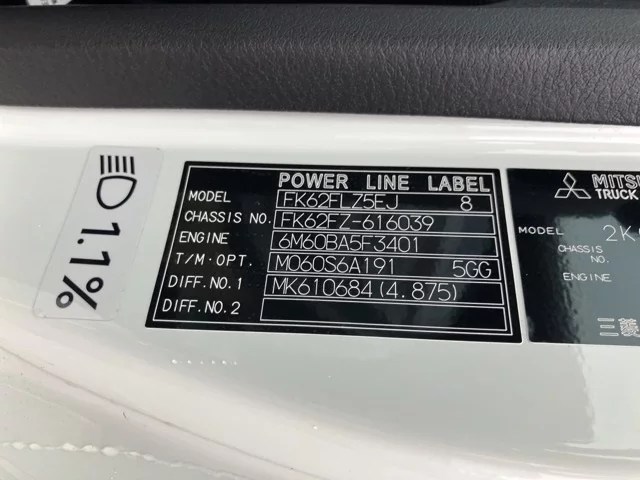 POWER LINE LABEL
MODEL FK62FLZ5EJ 8
CHASSIS NO. FK62FZ-616039
ENGINE 6M60BA5F3401
T/M·OPT. M060S6A191 5GG
DIFF.NO.1 MK610684(4.875)
DIFF.NO.2
1.1%
MITSU
TRUCK
MODEL 2K
CHASSIS
NO.
ENGINE
三菱